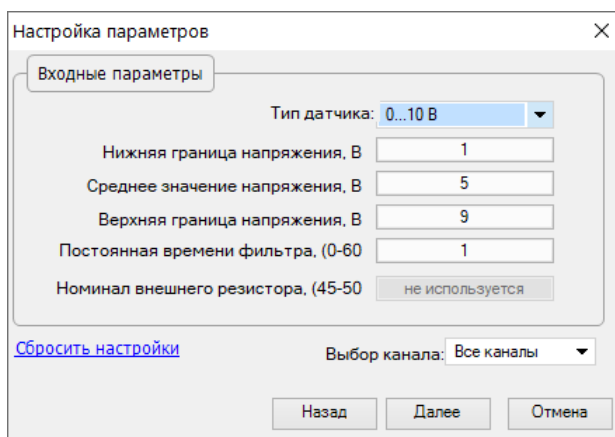 Настройка параметров
Входные параметры
Тип датчика: 0...10 В
Нижняя граница напряжения, В 1
Среднее значение напряжения, В 5
Верхняя граница напряжения, В 9
Постоянная времени фильтра, (0-60 1
Номинал внешнего резистора, (45-50 не используется
Сбросить настройки Выбор канала: Все каналы
Назад Далее Отмена